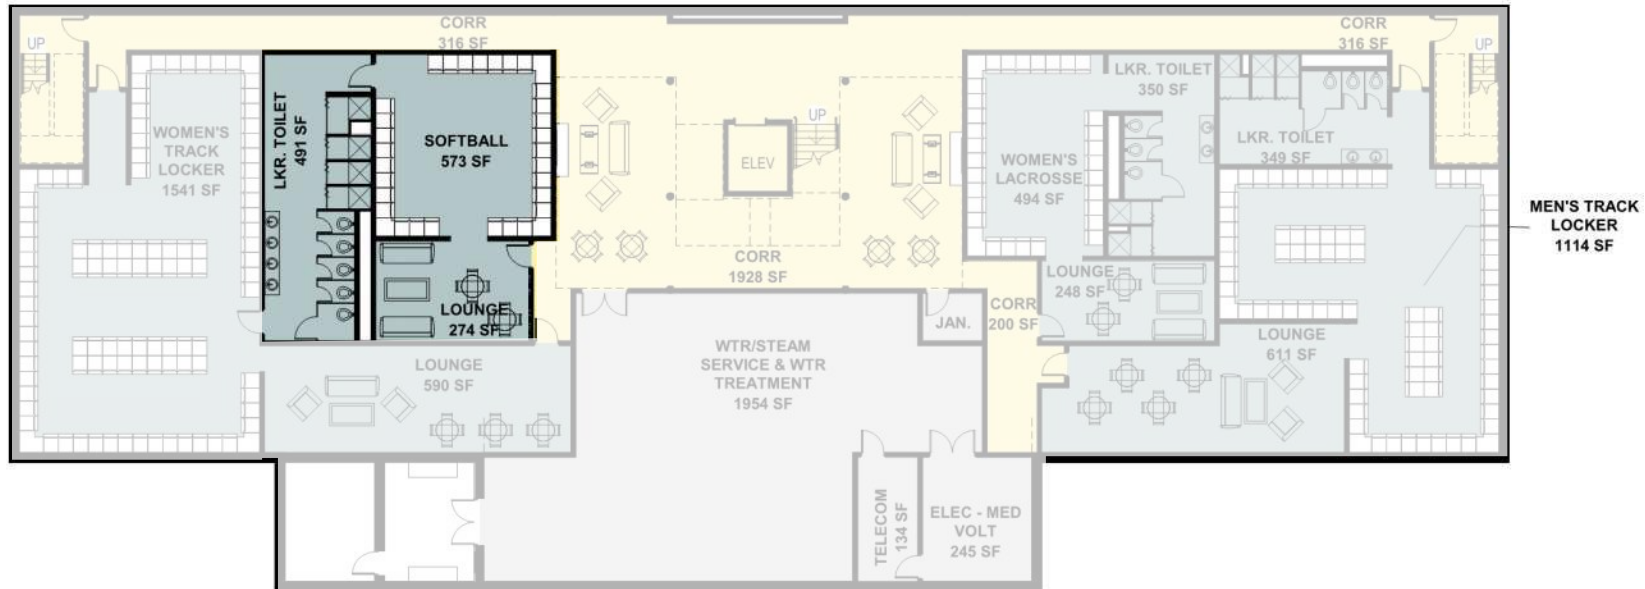 CORR
316 SF
CORR
316 SF
UP
UP
WOMEN'S
TRACK
LOCKER
1541 SF
LKR. TOILET
491 SF
SOFTBALL
573 SF
LOUNGE
274 SF
LOUNGE
590 SF
UP
ELEV
CORR
1928 SF
WTR/STEAM
SERVICE & WTR
TREATMENT
1954 SF
JAN.
CORR
200 SF
TELECOM
134 SF
ELEC - MED
VOLT
245 SF
WOMEN'S
LACROSSE
494 SF
LKR. TOILET
350 SF
LKR. TOILET
349 SF
LOUNGE
248 SF
LOUNGE
611 SF
MEN'S TRACK
LOCKER
1114 SF